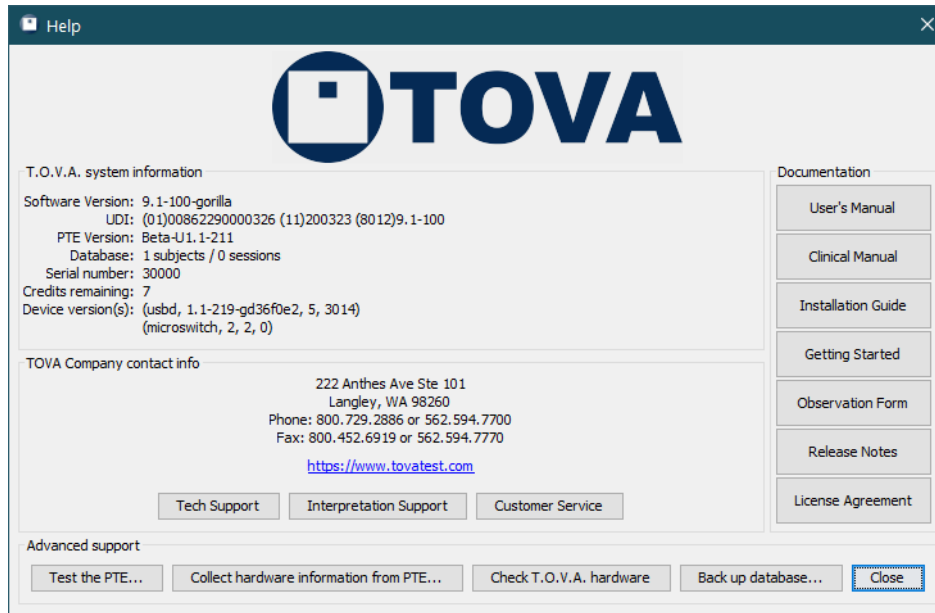 Help
TOVA
T.O.V.A. system information
Software Version: 9.1-100-gorilla
UDI: (01)00862290000326 (11)200323 (8012)9.1-100
PTE Version: Beta-U1.1-211
Database: 1 subjects / 0 sessions
Serial number: 30000
Credits remaining: 7
Device version(s): (usbd, 1.1-219-gd36f0e2, 5, 3014)
(microswitch, 2, 2, 0)
TOVA Company contact info
222 Anthes Ave Ste 101
Langley, WA 98260
Phone: 800.729.2886 or 562.594.7700
Fax: 800.452.6919 or 562.594.7770
https://www.tovatest.com
Tech Support
Interpretation Support
Customer Service
Documentation
User's Manual
Clinical Manual
Installation Guide
Getting Started
Observation Form
Release Notes
License Agreement
Advanced support
Test the PTE...
Collect hardware information from PTE...
Check T.O.V.A. hardware
Back up database...
Close